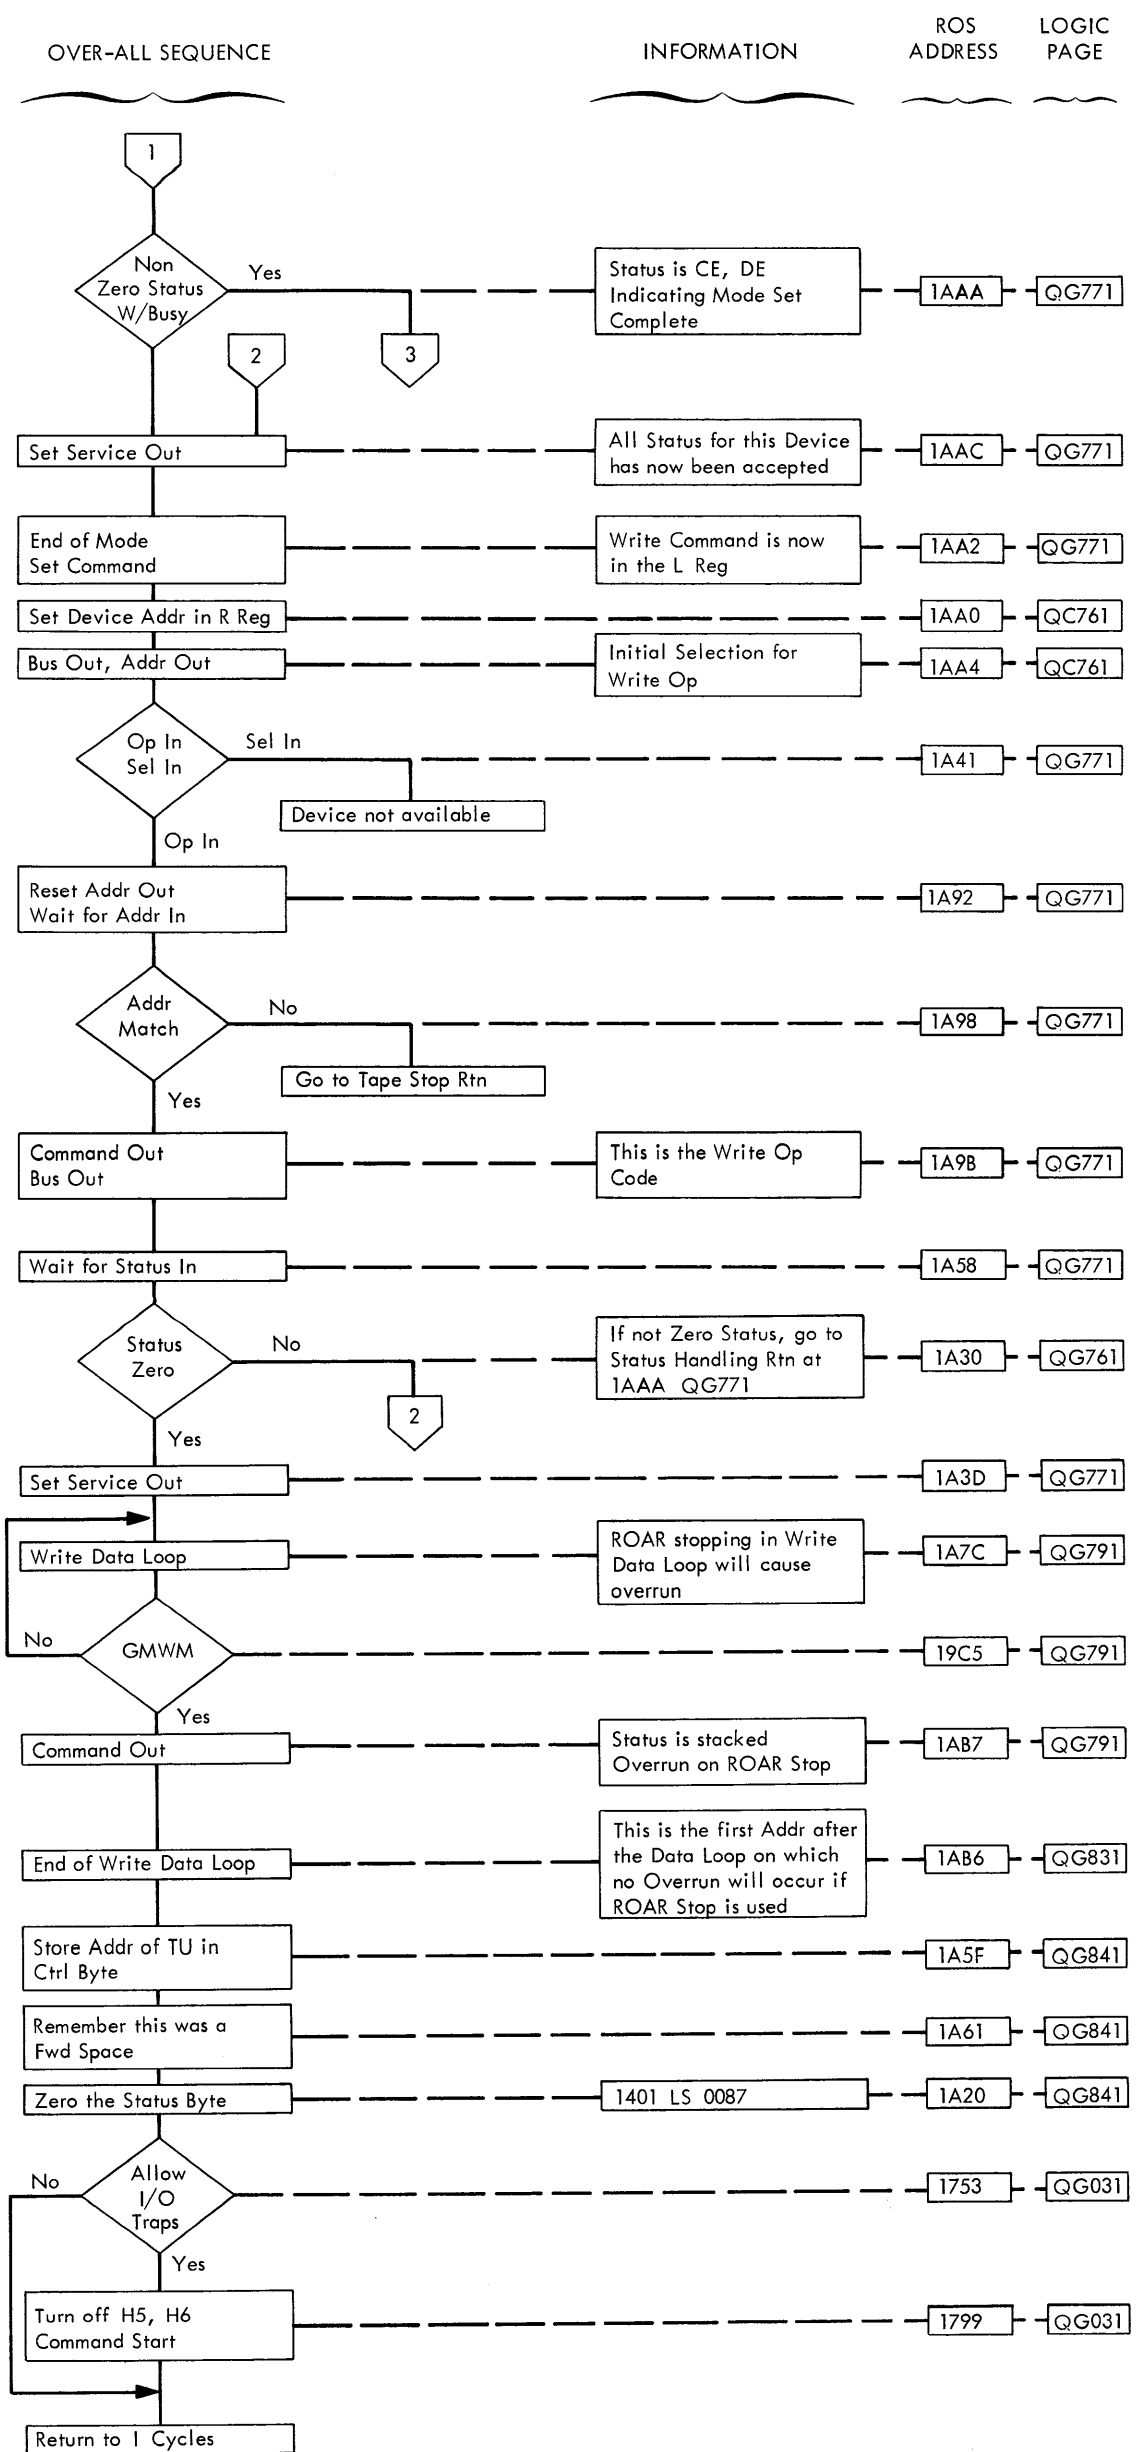 OVER-ALL SEQUENCE
INFORMATION
ROS
ADDRESS
LOGIC
PAGE
1
Non
Zero Status
W/Busy
Yes
Status is CE, DE
Indicating Mode Set
Complete
1AAA
QG771
2
3
Set Service Out
All Status for this Device
has now been accepted
1AAC
QG771
End of Mode
Set Command
Write Command is now
in the L Reg
1AA2
QG771
Set Device Addr in R Reg
1AA0
QC761
Bus Out, Addr Out
Initial Selection for
Write Op
1AA4
QC761
Op In
Sel In
Sel In
1A41
QG771
Device not available
Op In
Reset Addr Out
Wait for Addr In
1A92
QG771
Addr
Match
No
1A98
QG771
Go to Tape Stop Rtn
Yes
Command Out
Bus Out
This is the Write Op
Code
1A9B
QG771
Wait for Status In
1A58
QG771
Status
Zero
No
If not Zero Status, go to
Status Handling Rtn at
1AAA QG771
1A30
QG761
2
Yes
Set Service Out
1A3D
QG771
Write Data Loop
ROAR stopping in Write
Data Loop will cause
overrun
1A7C
QG791
No
GMWM
19C5
QG791
Yes
Command Out
Status is stacked
Overrun on ROAR Stop
1AB7
QG791
End of Write Data Loop
This is the first Addr after
the Data Loop on which
no Overrun will occur if
ROAR Stop is used
1AB6
QG831
Store Addr of TU in
Ctrl Byte
1A5F
QG841
Remember this was a
Fwd Space
1A61
QG841
Zero the Status Byte
1401 LS 0087
1A20
QG841
No
Allow
I/O
Traps
1753
QG031
Yes
Turn off H5, H6
Command Start
1799
QG031
Return to I Cycles